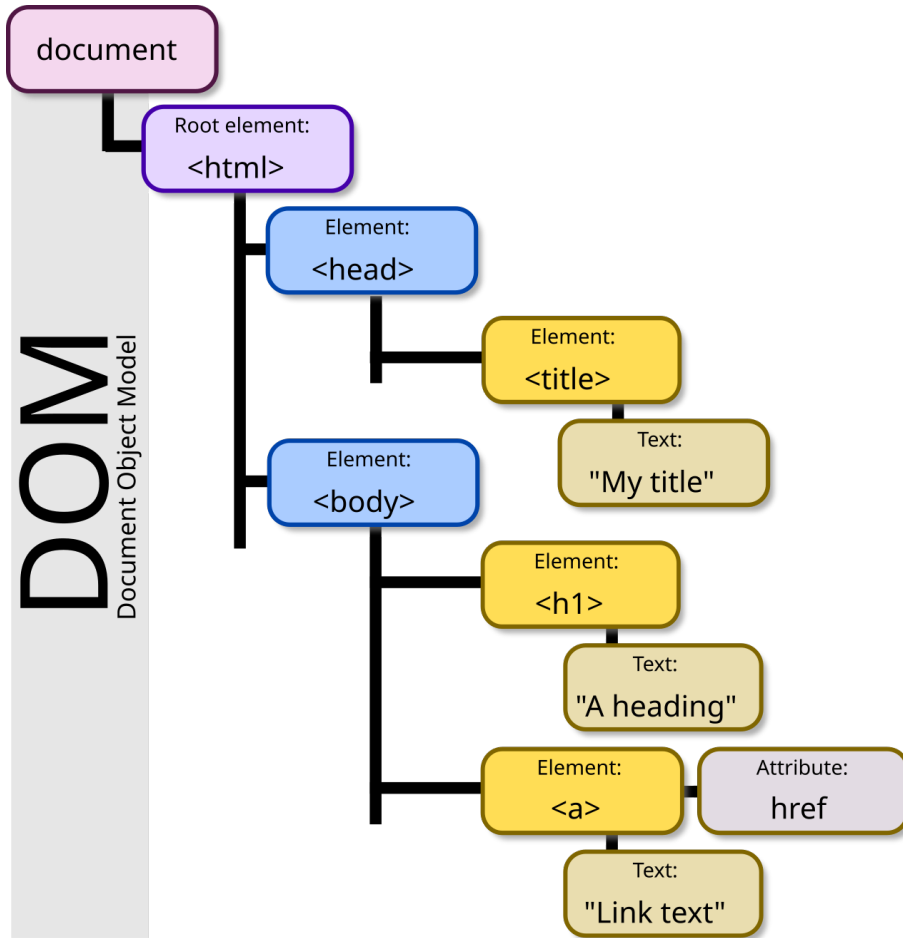 document
Root element:
<html>
Element:
<head>
Element:
<title>
Text:
"My title"
Element:
<body>
Element:
<h1>
Text:
"A heading"
Element:
<a>
Attribute:
href
Text:
"Link text"
DOM
Document Object Model